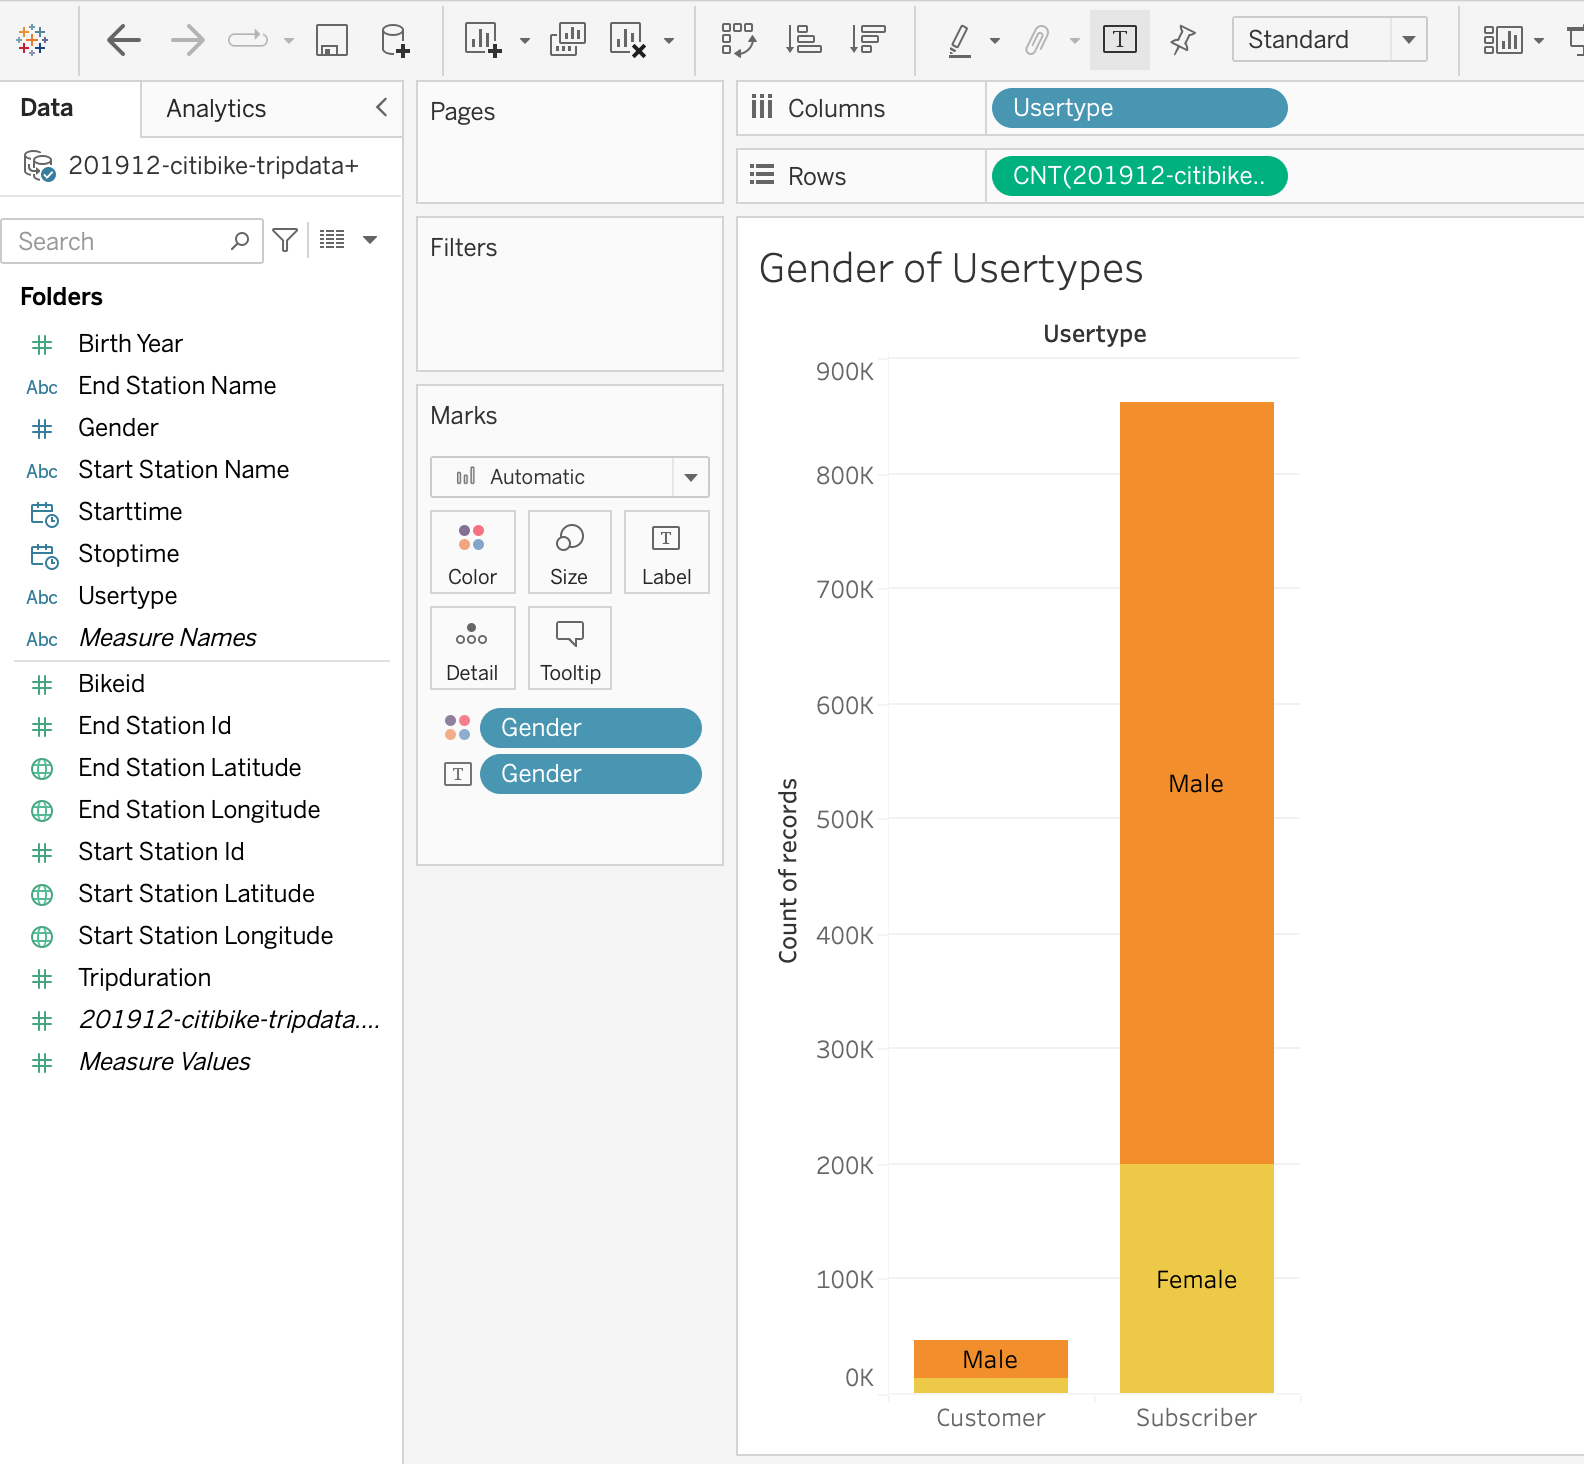 Standard
Data
Analytics
201912-citibike-tripdata+
Search
Folders
Birth Year
Abc End Station Name
Gender
Abc Start Station Name
Starttime
Stoptime
Abc Usertype
Abc Measure Names
Bikeid
End Station Id
End Station Latitude
End Station Longitude
Start Station Id
Start Station Latitude
Start Station Longitude
Tripduration
201912-citibike-tripdata....
Measure Values
Pages
Filters
Marks
Automatic
Color Size T Label
Detail Tooltip
Gender
T Gender
Columns Usertype
Rows CNT(201912-citibike..
Gender of Usertypes
Usertype
Count of records
900K
800K
700K
600K
500K
400K
300K
200K
100K
0K
Male
Female
Male
Customer Subscriber